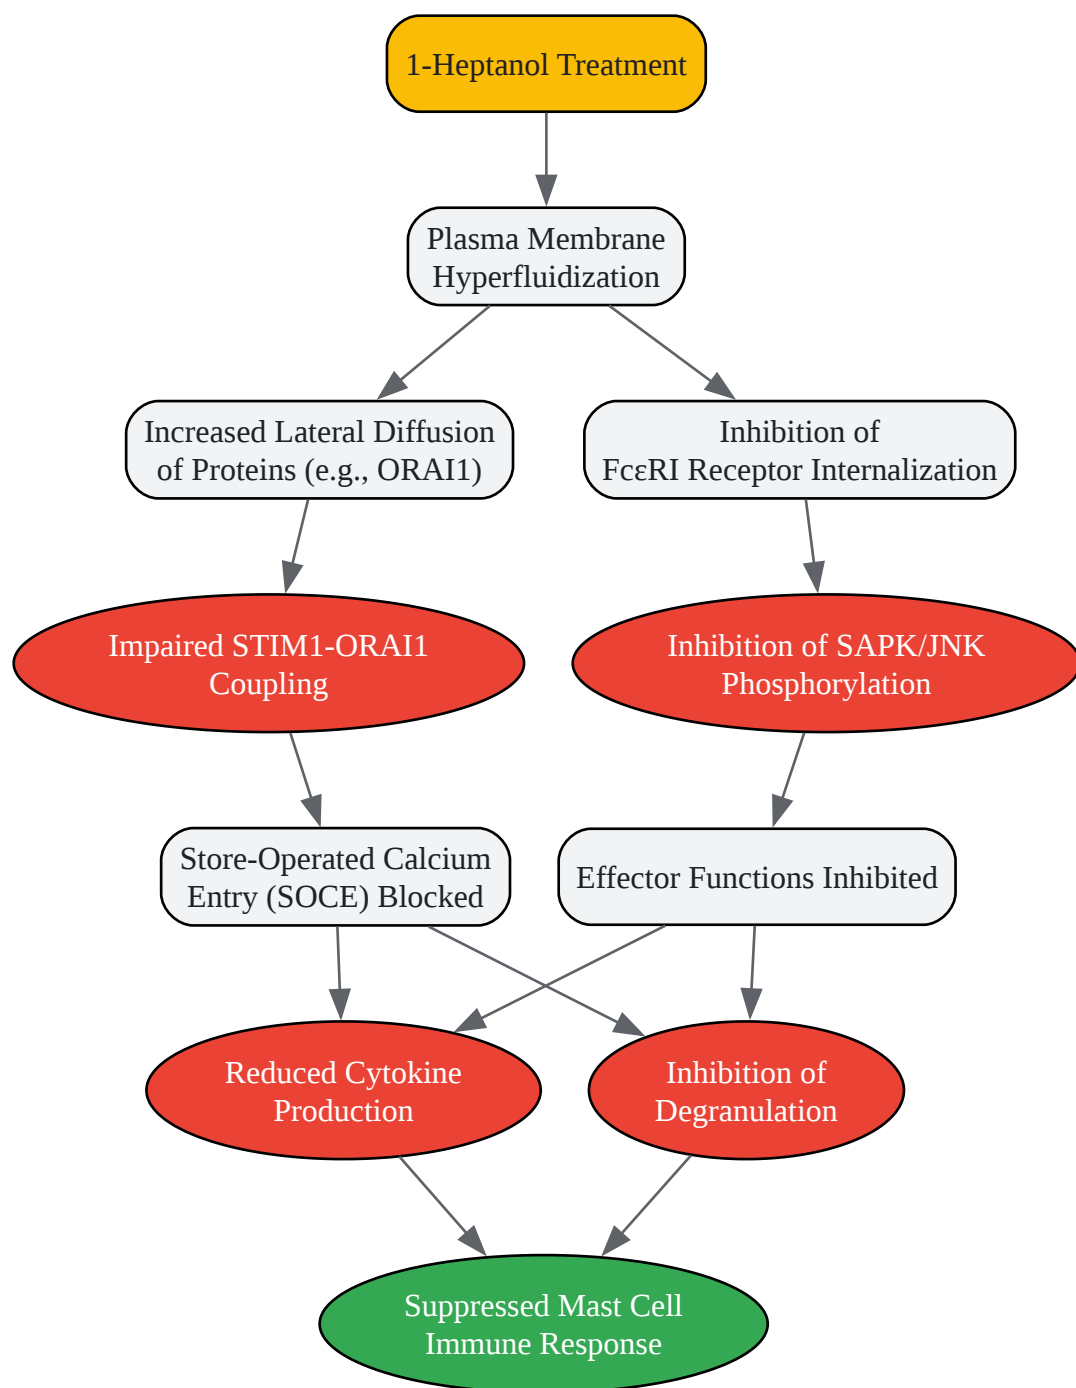 1-Heptanol Treatment
Plasma Membrane
Hyperfluidization
Increased Lateral Diffusion
of Proteins (e.g., ORAI1)
Inhibition of
FcεRI Receptor Internalization
Impaired STIM1-ORAI1
Coupling
Inhibition of SAPK/JNK
Phosphorylation
Store-Operated Calcium
Entry (SOCE) Blocked
Effector Functions Inhibited
Reduced Cytokine
Production
Inhibition of
Degranulation
Suppressed Mast Cell
Immune Response